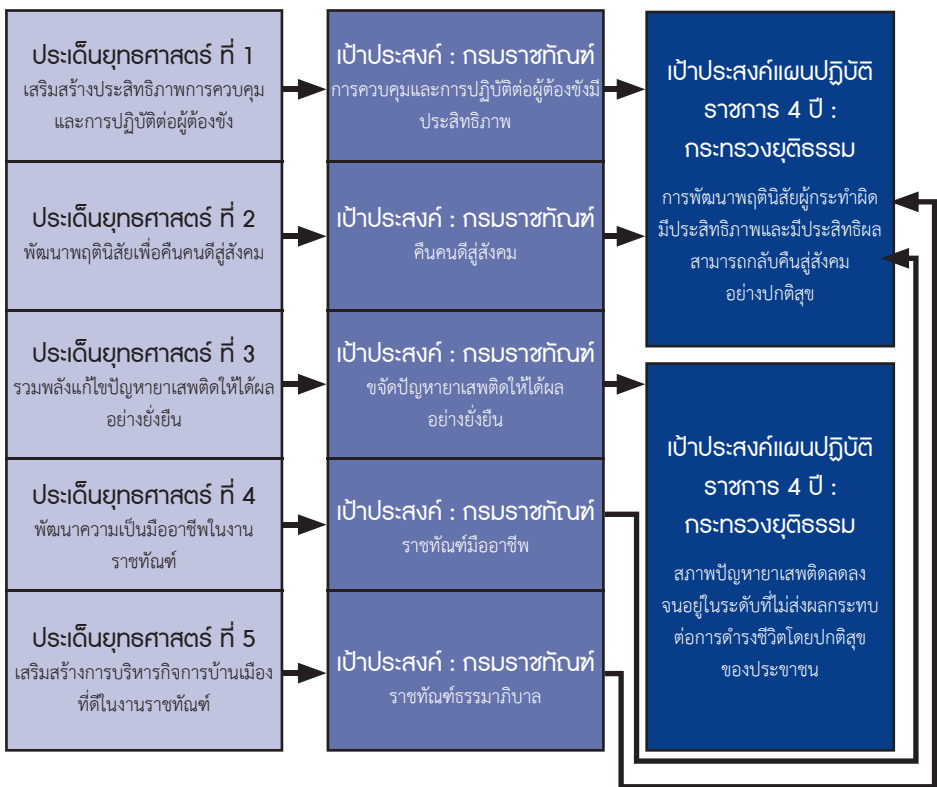 ประเด็นยุทธศาสตร์ ที่ 1
เสริมสร้างประสิทธิภาพการควบคุม
และการปฏิบัติต่อผู้ต้องขัง
เป้าประสงค์ : กรมราชทัณฑ์
การควบคุมและการปฏิบัติต่อผู้ต้องขังมี
ประสิทธิภาพ
เป้าประสงค์แผนปฏิบัติ
ราชการ 4 ปี :
กระทรวงยุติธรรม
การพัฒนาพฤตินิสัยผู้กระทำผิด
มีประสิทธิภาพและมีประสิทธิผล
สามารถกลับคืนสู่สังคม
อย่างปกติสุข
ประเด็นยุทธศาสตร์ ที่ 2
พัฒนาพฤตินิสัยเพื่อคืนคนดีสู่สังคม
เป้าประสงค์ : กรมราชทัณฑ์
คืนคนดีสู่สังคม
ประเด็นยุทธศาสตร์ ที่ 3
รวมพลังแก้ไขปัญหายาเสพติดให้ได้ผล
อย่างยั่งยืน
เป้าประสงค์ : กรมราชทัณฑ์
ขจัดปัญหายาเสพติดให้ได้ผล
อย่างยั่งยืน
เป้าประสงค์แผนปฏิบัติ
ราชการ 4 ปี :
กระทรวงยุติธรรม
สภาพปัญหายาเสพติดลดลง
จนอยู่ในระดับที่ไม่ส่งผลกระทบ
ต่อการดำรงชีวิตโดยปกติสุข
ของประขาชน
ประเด็นยุทธศาสตร์ ที่ 4
พัฒนาความเป็นมืออาชีพในงาน
ราชทัณฑ์
เป้าประสงค์ : กรมราชทัณฑ์
ราชทัณฑ์มืออาชีพ
ประเด็นยุทธศาสตร์ ที่ 5
เสริมสร้างการบริหารกิจการบ้านเมือง
ที่ดีในงานราชทัณฑ์
เป้าประสงค์ : กรมราชทัณฑ์
ราชทัณฑ์ธรรมาภิบาล